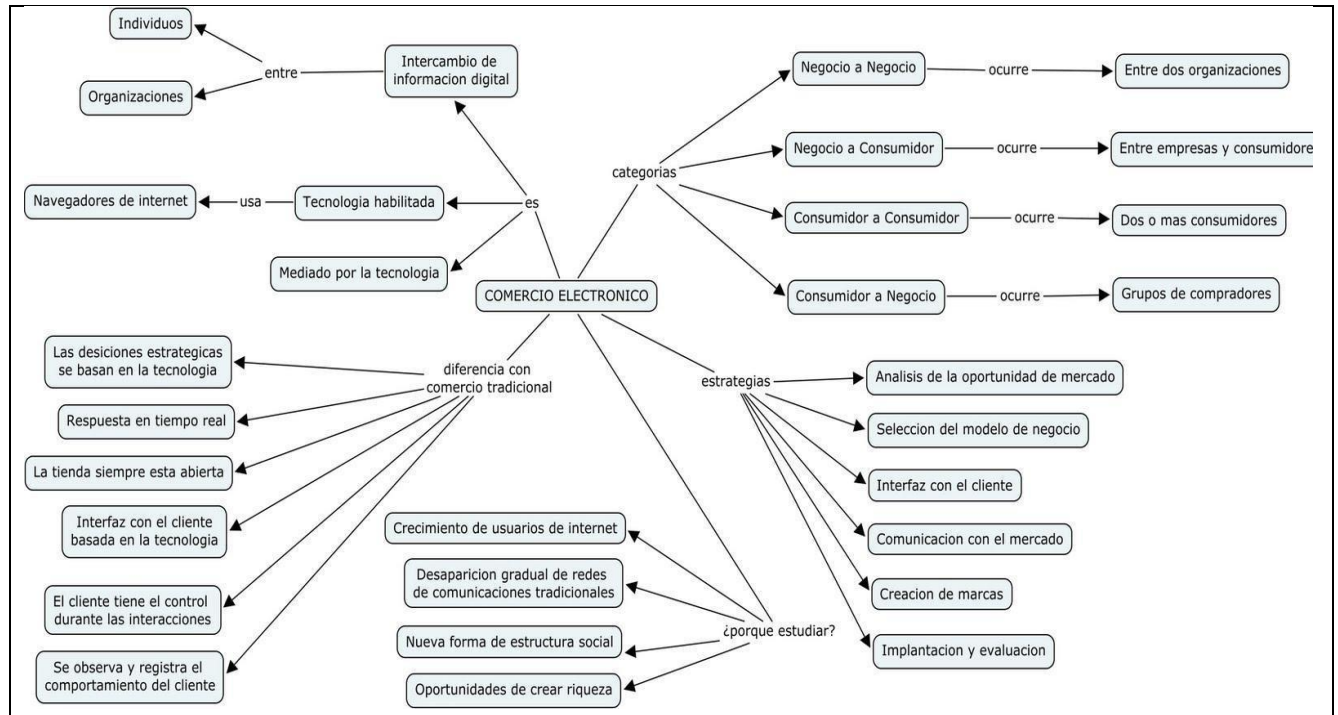 Individuos
entre
Organizaciones
Intercambio de
informacion digital
Navegadores de internet
usa
Tecnologia habilitada
es
Mediado por la tecnologia
COMERCIO ELECTRONICO
categorias
Negocio a Negocio
ocurre
Entre dos organizaciones
Negocio a Consumidor
ocurre
Entre empresas y consumidore
Consumidor a Consumidor
ocurre
Dos o mas consumidores
Consumidor a Negocio
ocurre
Grupos de compradores
diferencia con
comercio tradicional
Las desiciones estrategicas
se basan en la tecnologia
Respuesta en tiempo real
La tienda siempre esta abierta
Interfaz con el cliente
basada en la tecnologia
El cliente tiene el control
durante las interacciones
Se observa y registra el
comportamiento del cliente
¿porque estudiar?
Crecimiento de usuarios de internet
Desaparicion gradual de redes
de comunicaciones tradicionales
Nueva forma de estructura social
Oportunidades de crear riqueza
estrategias
Analisis de la oportunidad de mercado
Seleccion del modelo de negocio
Interfaz con el cliente
Comunicacion con el mercado
Creacion de marcas
Implantacion y evaluacion